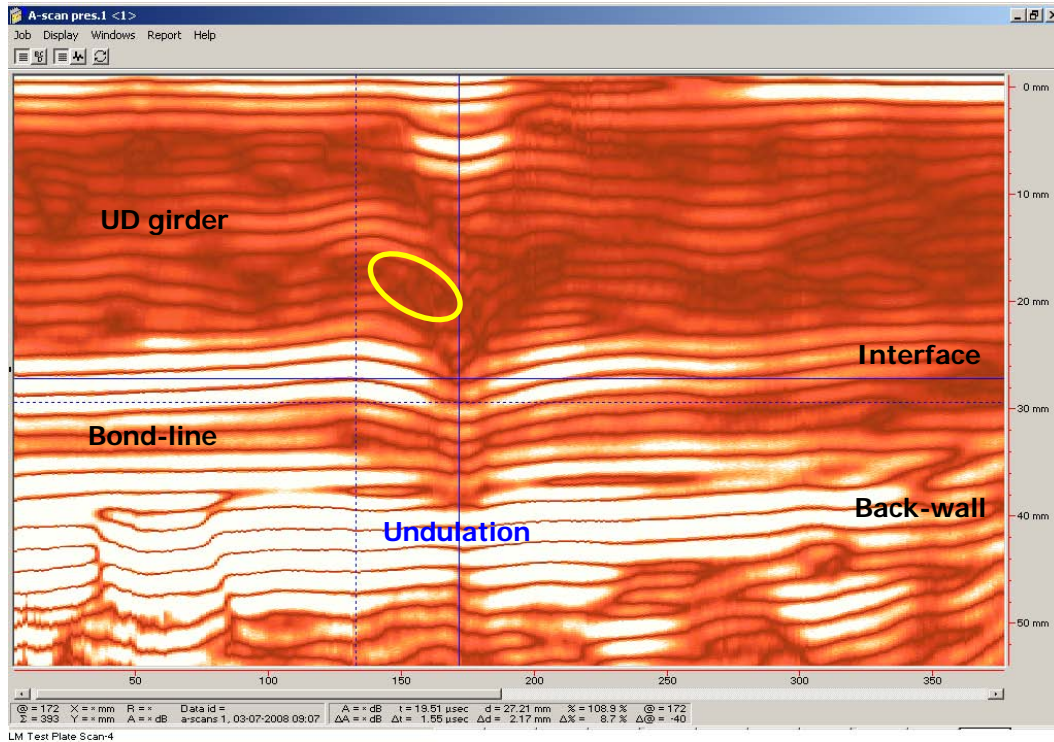 A-scan pres.1 <1>
Job Display Windows Report Help
0 mm
10 mm
UD girder
20 mm
Interface
30 mm
Bond-line
Back-wall
40 mm
Undulation
50 mm
50 100 150 200 250 300 350
@ = 172 X = × mm R = × Data id = A = × dB t = 19.51 µsec d = 27.21 mm % = 108.9 % @ = 172
Σ = 393 Y = × mm A = × dB a-scans 1, 03-07-2008 09:07 ΔA = × dB Δt = 1.55 µsec Δd = 2.17 mm Δ% = 8.7 % Δ@ = -40
LM Test Plate Scan-4